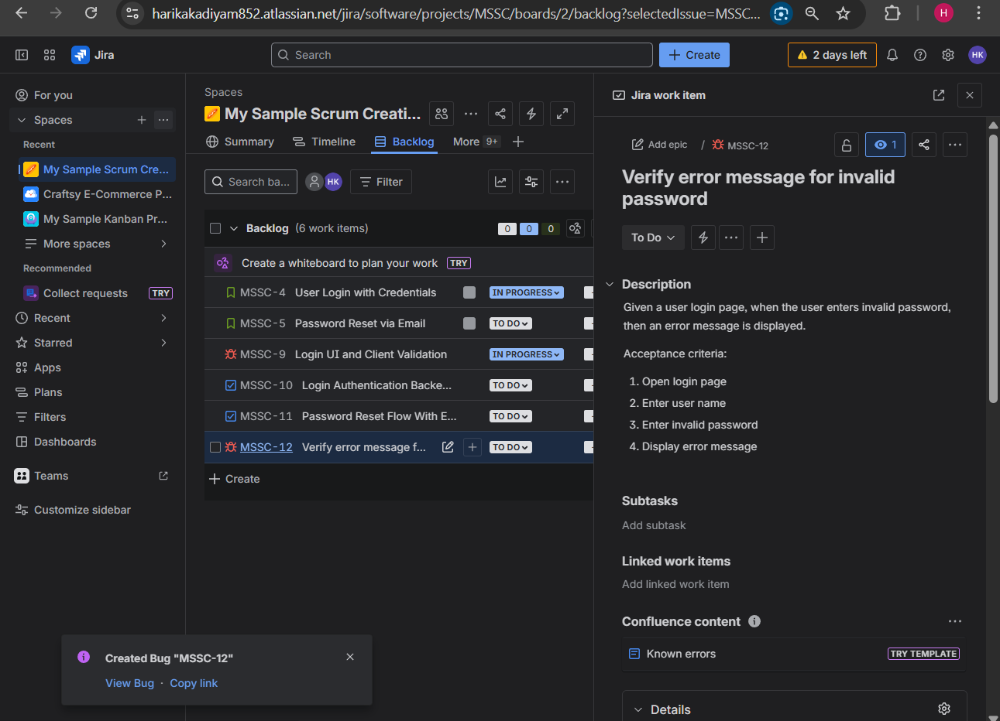 harikakadiyam852.atlassian.net/jira/software/projects/MSSC/boards/2/backlog?selectedIssue=MSSC...
H
Jira
Search
Create
2 days left
HK
For you
Spaces
Recent
My Sample Scrum Cre...
Craftsy E-Commerce P...
My Sample Kanban Pr...
More spaces
Recommended
Collect requests
TRY
Recent
Starred
Apps
Plans
Filters
Dashboards
Teams
Customize sidebar
Spaces
My Sample Scrum Creati...
Summary
Timeline
Backlog
More 9+
Search ba...
HK
Filter
Backlog (6 work items)
0 0 0
Create a whiteboard to plan your work TRY
MSSC-4 User Login with Credentials IN PROGRESS
MSSC-5 Password Reset via Email TO DO
MSSC-9 Login UI and Client Validation IN PROGRESS
MSSC-10 Login Authentication Backe... TO DO
MSSC-11 Password Reset Flow With E... TO DO
MSSC-12 Verify error message f... TO DO
Create
Jira work item
Add epic / MSSC-12
1
Verify error message for invalid
password
To Do
Description
Given a user login page, when the user enters invalid password,
then an error message is displayed.
Acceptance criteria:
1. Open login page
2. Enter user name
3. Enter invalid password
4. Display error message
Subtasks
Add subtask
Linked work items
Add linked work item
Confluence content
Known errors
TRY TEMPLATE
Details
Created Bug "MSSC-12"
View Bug · Copy link